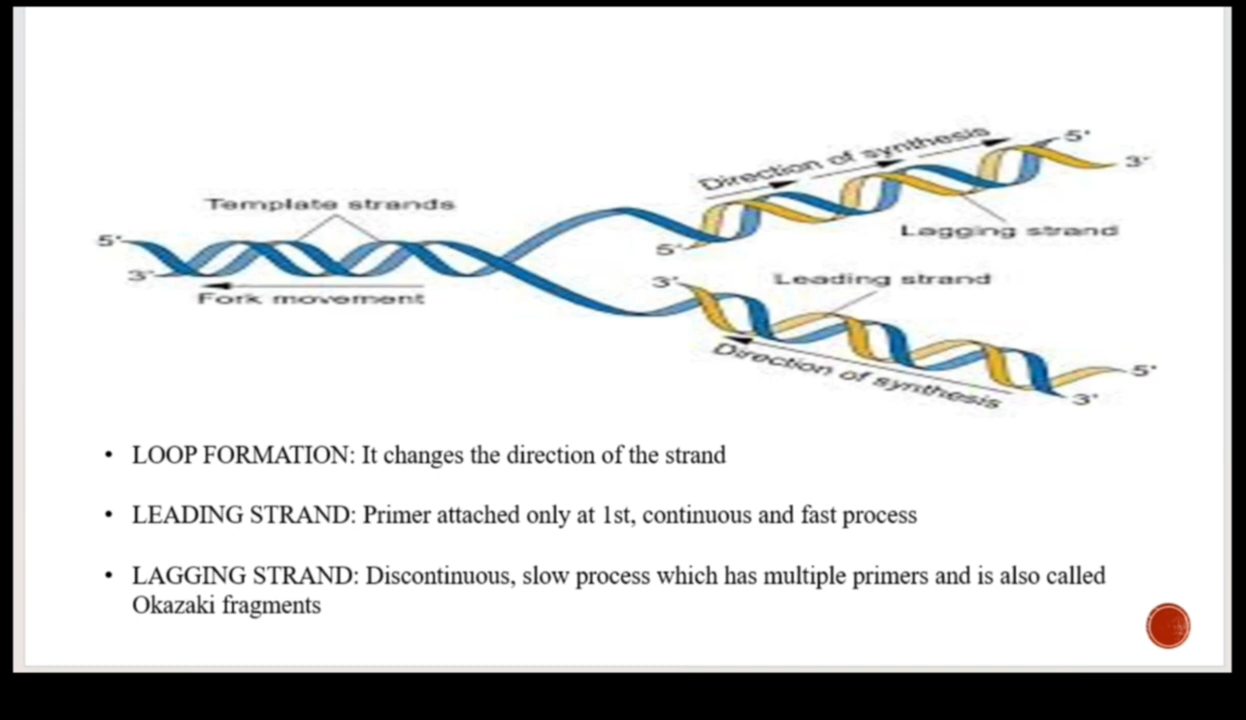 Direction of synthesis
5'
3'
Template strands
5'
Lagging strand
5'
3'
3'
Leading strand
Fork movement
Direction of synthesis
5'
3'
• LOOP FORMATION: It changes the direction of the strand
• LEADING STRAND: Primer attached only at 1st, continuous and fast process
• LAGGING STRAND: Discontinuous, slow process which has multiple primers and is also called
Okazaki fragments